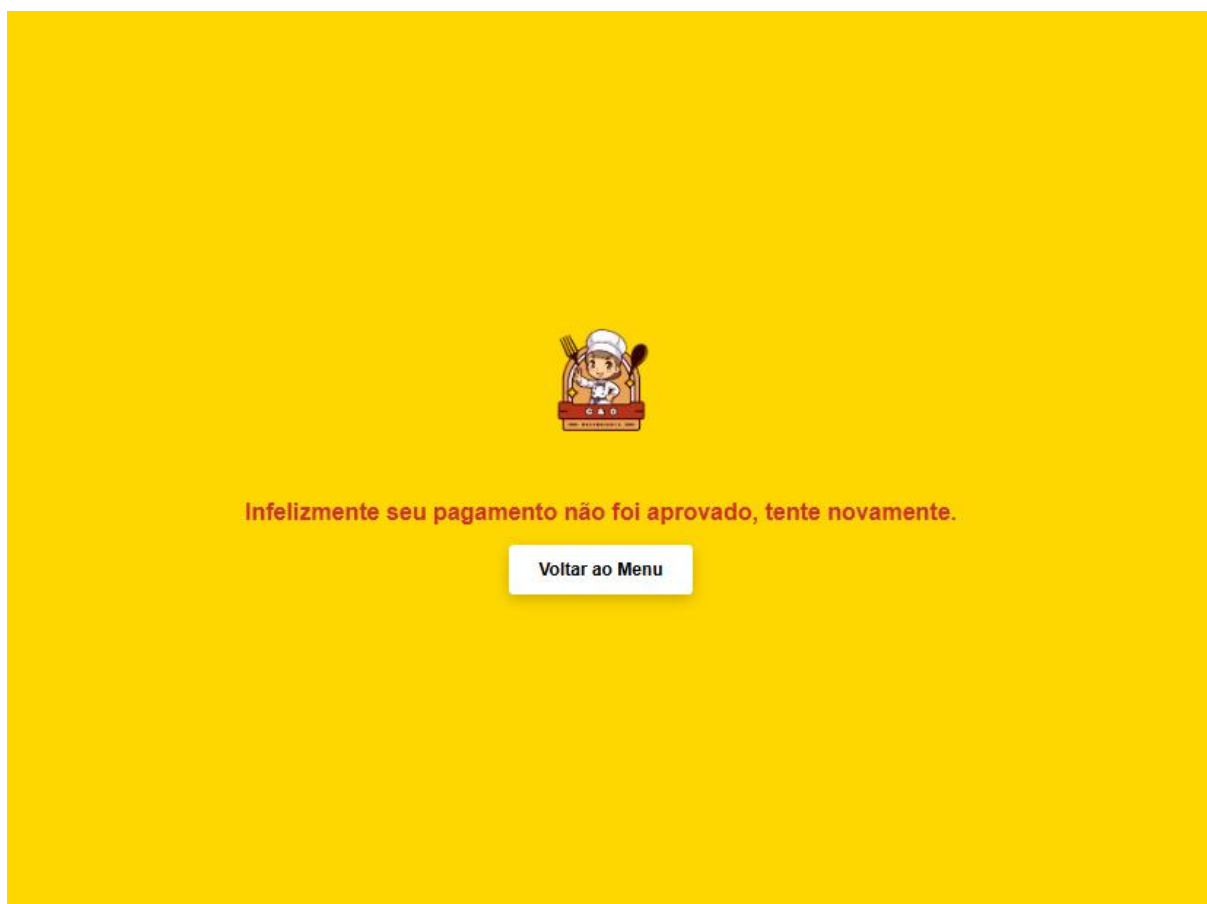 G & D
Infelizmente seu pagamento não foi aprovado, tente novamente.
Voltar ao Menu